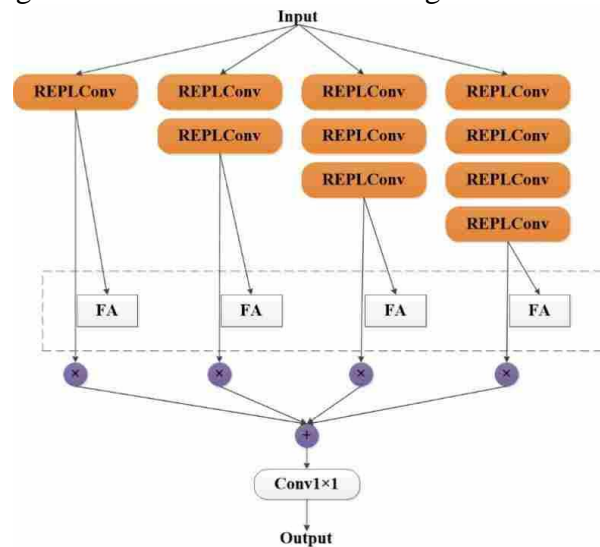 Input
REPLConv REPLConv REPLConv REPLConv
REPLConv REPLConv REPLConv
REPLConv REPLConv
REPLConv
FA FA FA FA
× × × ×
+
Conv1×1
Output